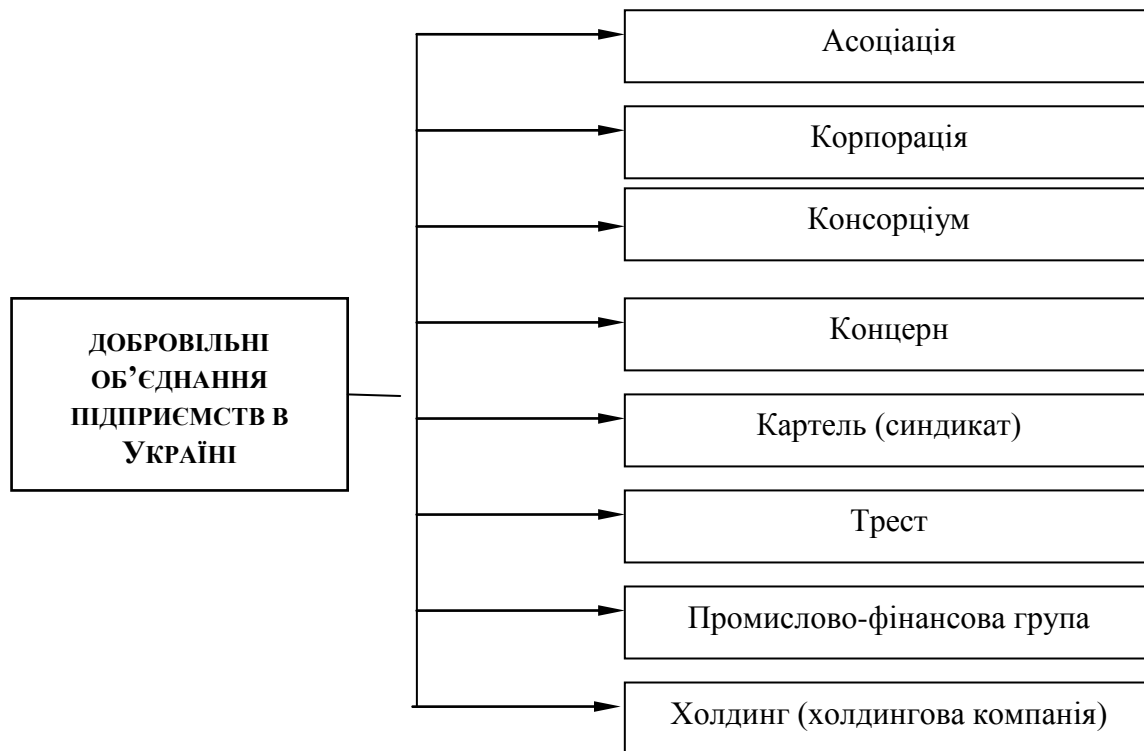 Асоціація
Корпорація
Консорціум
Концерн
ДОБРОВІЛЬНІ
ОБ’ЄДНАННЯ
ПІДПРИЄМСТВ В
УКРАЇНІ
Картель (синдикат)
Трест
Промислово-фінансова група
Холдинг (холдингова компанія)